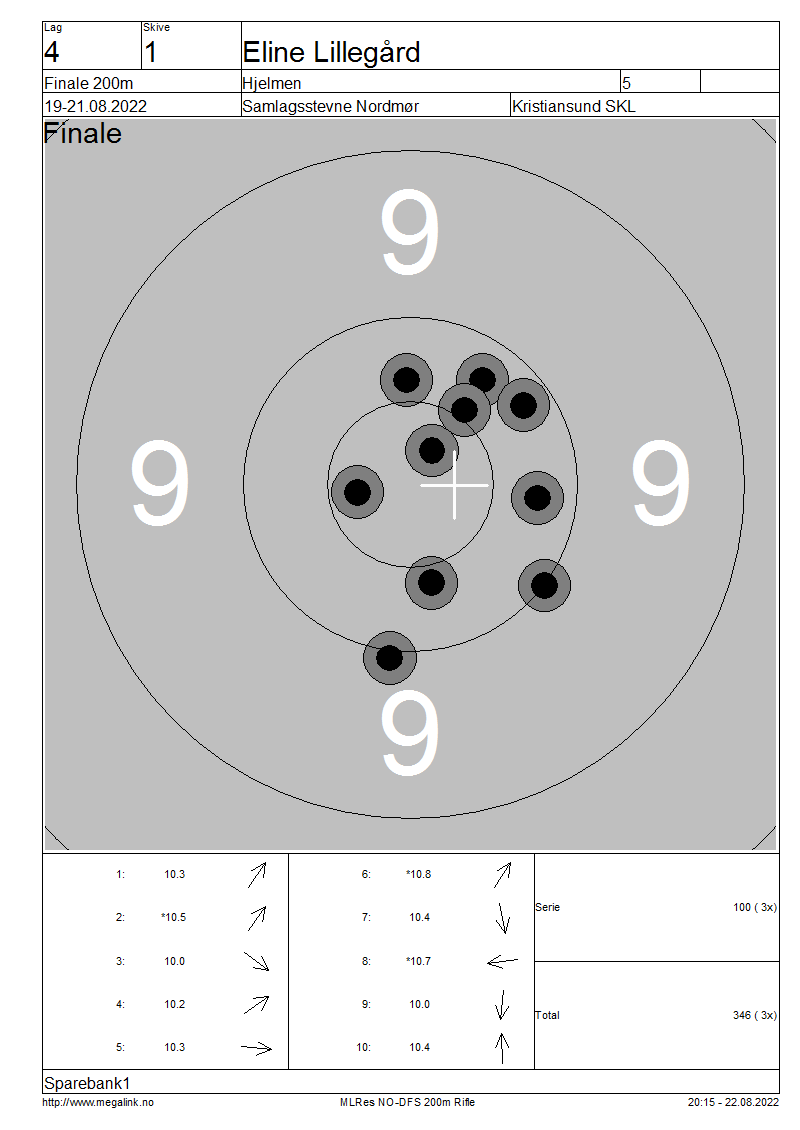 Lag Skive
4 1 Eline Lillegård
Finale 200m Hjelmen 5
19-21.08.2022 Samlagsstevne Nordmør Kristiansund SKL
Finale
9
9 9
9
1: 10.3 6: *10.8
2: *10.5 7: 10.4
3: 10.0 8: *10.7
4: 10.2 9: 10.0
5: 10.3 10: 10.4
Serie 100 ( 3x)
Total 346 ( 3x)
Sparebank1
http://www.megalink.no MLRes NO-DFS 200m Rifle 20:15 - 22.08.2022